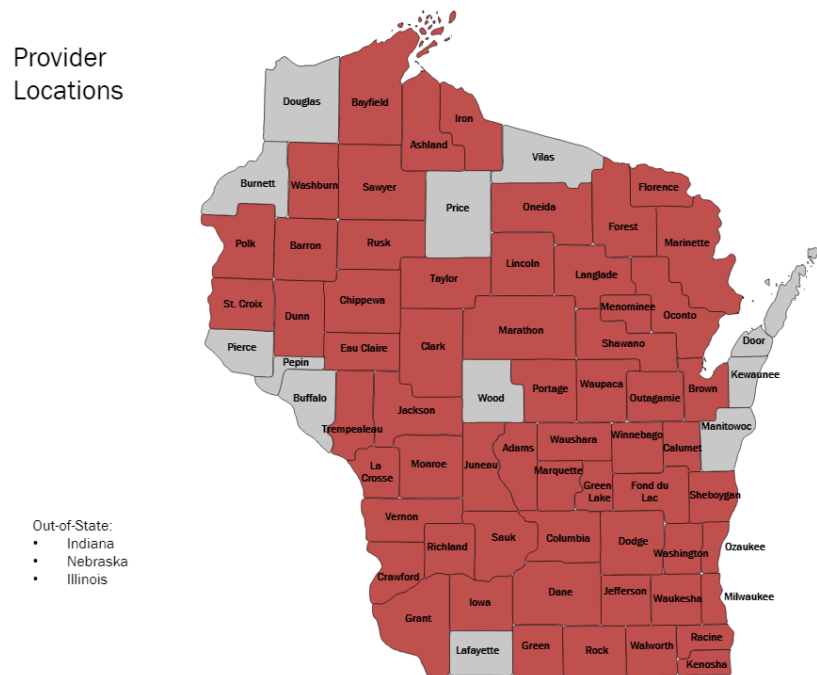 Provider
Locations
Douglas
Bayfield
Iron
Ashland
Vilas
Burnett
Washburn
Sawyer
Price
Oneida
Florence
Forest
Marinette
Polk
Barron
Rusk
Taylor
Lincoln
Langlade
St. Croix
Dunn
Chippewa
Menominee
Oconto
Marathon
Shawano
Pierce
Pepin
Eau Claire
Clark
Door
Kewaunee
Buffalo
Wood
Portage
Waupaca
Outagamie
Brown
Trempealeau
Jackson
Manitowoc
Adams
Waushara
Winnebago
Calumet
La
Crosse
Monroe
Juneau
Marquette
Green
Lake
Fond du
Lac
Sheboygan
Vernon
Richland
Sauk
Columbia
Dodge
Washington
Ozaukee
Crawford
Grant
Iowa
Dane
Jefferson
Waukesha
Milwaukee
Lafayette
Green
Rock
Walworth
Racine
Kenosha
Out-of-State:
• Indiana
• Nebraska
• Illinois